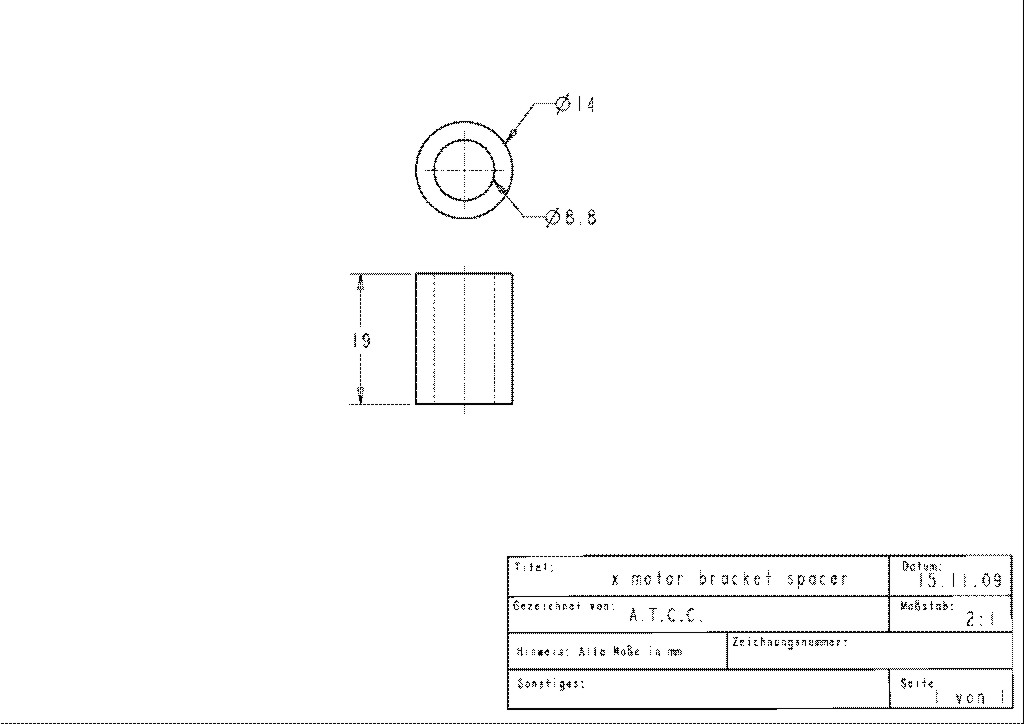 Ø14
Ø8.8
19
Titel: x motor bracket spacer
Datum: 15.11.09
Gezeichnet von: A.T.C.C.
Maßstab: 2:1
Hinweis: Alle Maße in mm
Zeichnungsnummer:
Sonstiges:
Seite 1 von 1